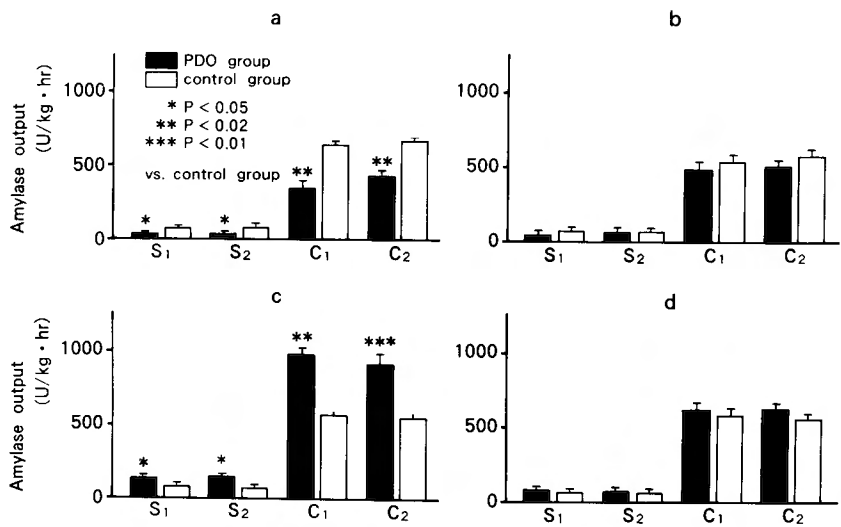 a
PDO group
control group
* P < 0.05
** P < 0.02
*** P < 0.01
vs. control group
Amylase output
(U/kg・hr)
1000
500
0
* * ** **
S1 S2 C1 C2
b
1000
500
0
S1 S2 C1 C2
c
Amylase output
(U/kg・hr)
1000
500
0
* * ** ***
S1 S2 C1 C2
d
1000
500
0
S1 S2 C1 C2